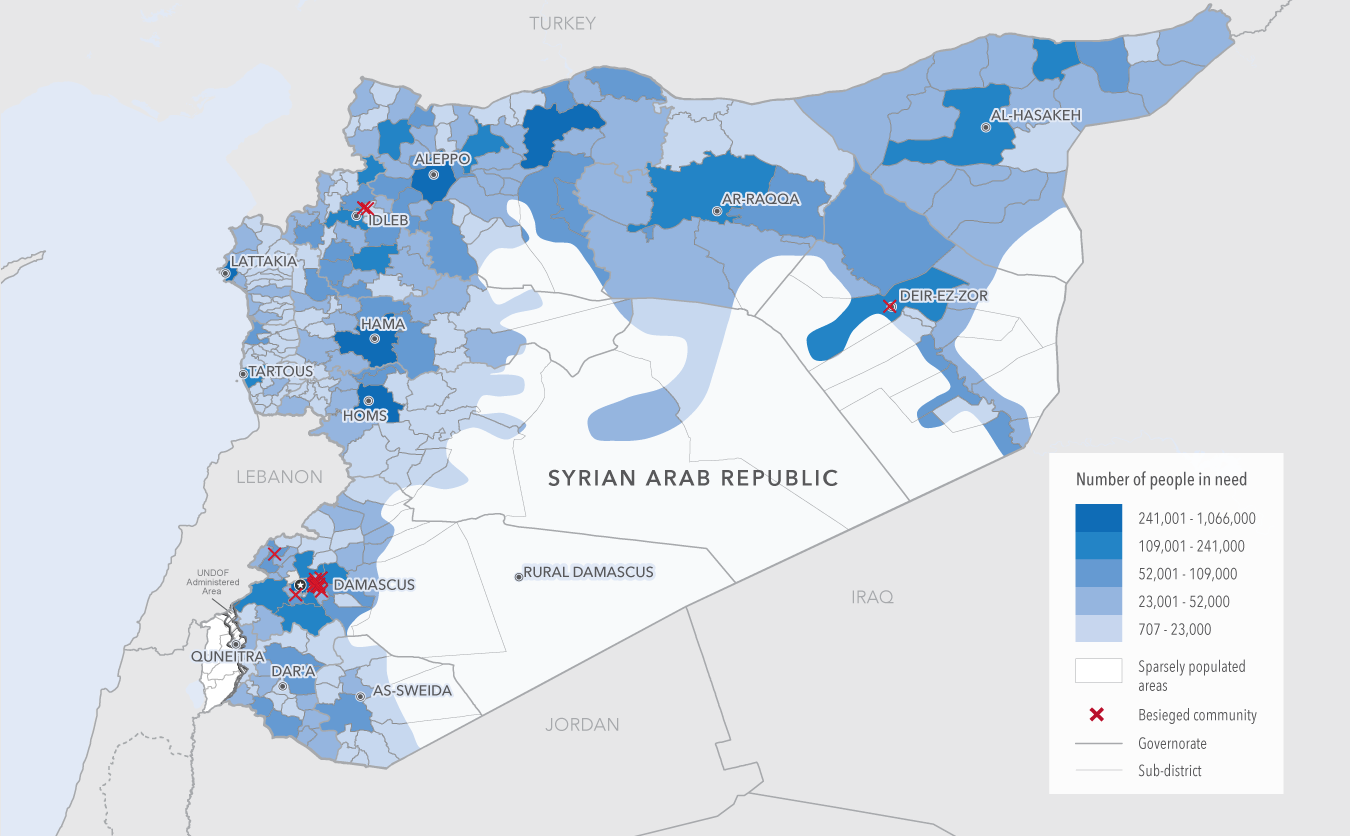 TURKEY
AL-HASAKEH
ALEPPO
AR-RAQQA
IDLEB
LATTAKIA
DEIR-EZ-ZOR
HAMA
TARTOUS
HOMS
SYRIAN ARAB REPUBLIC
LEBANON
UNDOF
Administered
Area
DAMASCUS
RURAL DAMASCUS
IRAQ
QUNEITRA
DAR'A
AS-SWEIDA
JORDAN
Number of people in need
241,001 - 1,066,000
109,001 - 241,000
52,001 - 109,000
23,001 - 52,000
707 - 23,000
Sparsely populated
areas
Besieged community
Governorate
Sub-district